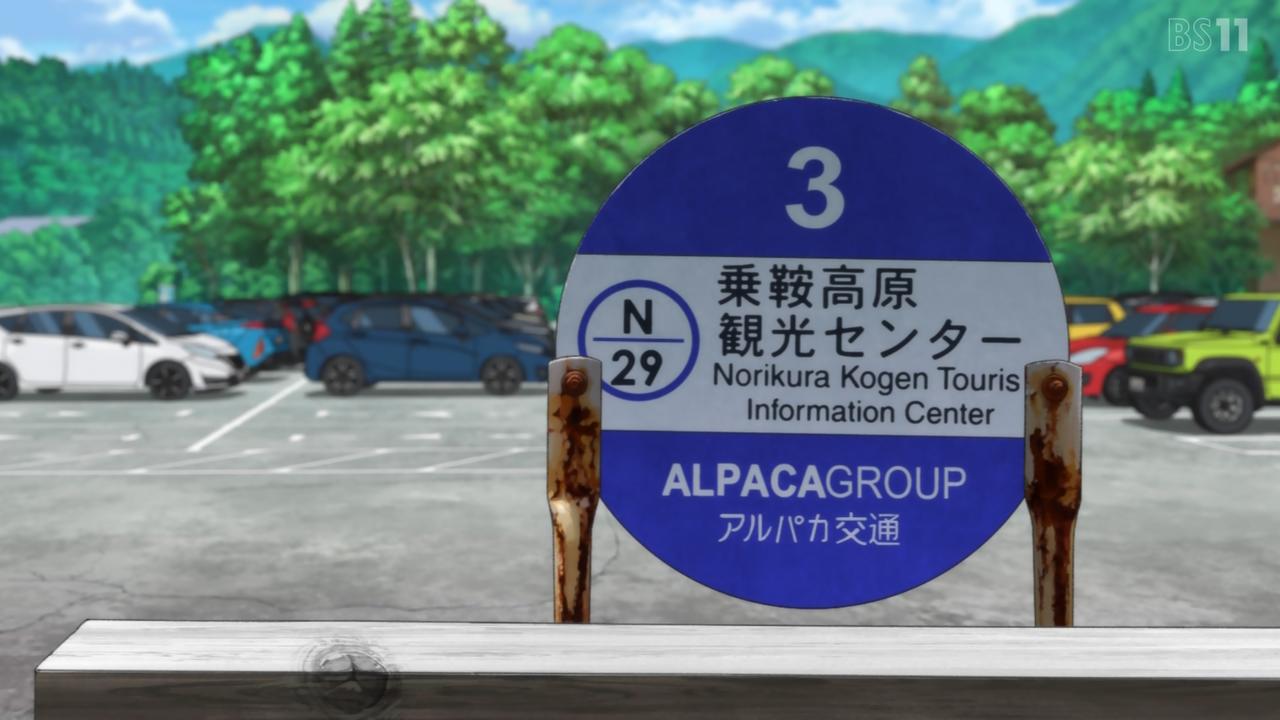 BS11
3
N
29
乗鞍高原
観光センター
Norikura Kogen Touris
Information Center
ALPACAGROUP
アルパカ交通